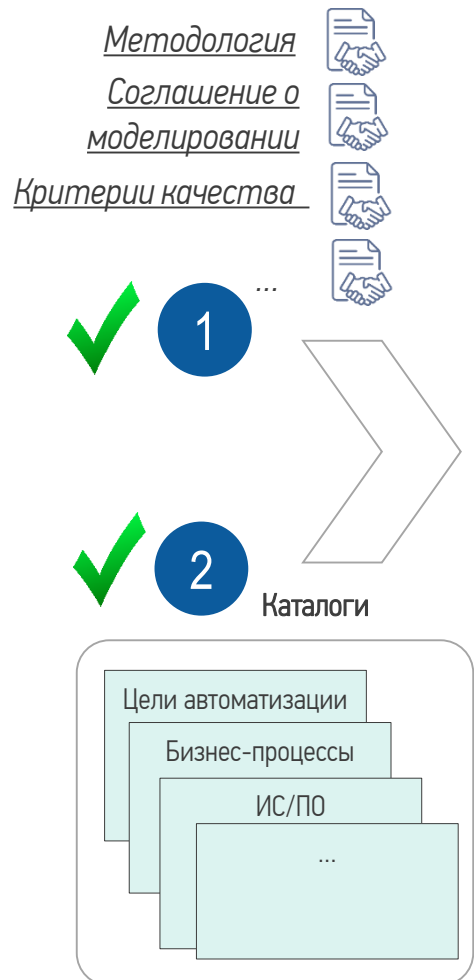 Методология
Соглашение о
моделировании
Критерии качества
...
1
2
Каталоги
Цели автоматизации
Бизнес-процессы
ИС/ПО
...